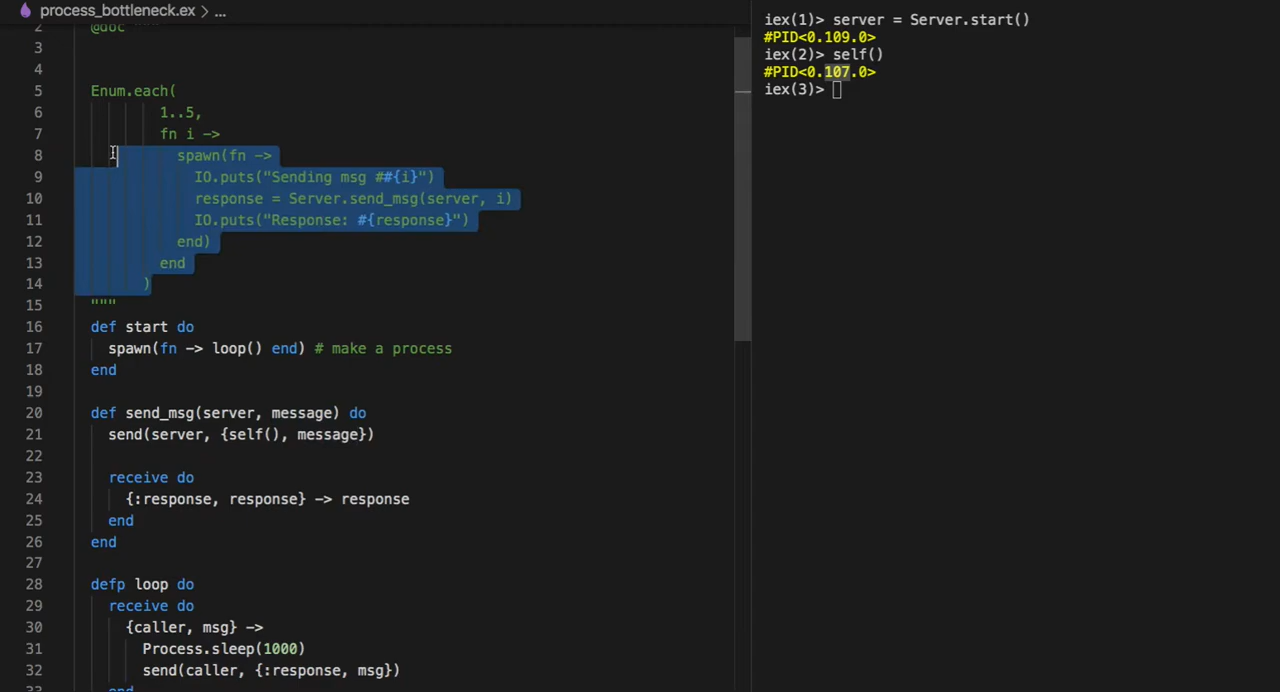 process_bottleneck.ex > ...
2 @doc """
3
4
5 Enum.each(
6 1..5,
7 fn i ->
8 spawn(fn ->
9 IO.puts("Sending msg ##{i}")
10 response = Server.send_msg(server, i)
11 IO.puts("Response: #{response}")
12 end)
13 end
14 )
15 """
16 def start do
17 spawn(fn -> loop() end) # make a process
18 end
19
20 def send_msg(server, message) do
21 send(server, {self(), message})
22
23 receive do
24 {:response, response} -> response
25 end
26 end
27
28 defp loop do
29 receive do
30 {caller, msg} ->
31 Process.sleep(1000)
32 send(caller, {:response, msg})
33 end
iex(1)> server = Server.start()
#PID<0.109.0>
iex(2)> self()
#PID<0.107.0>
iex(3)>